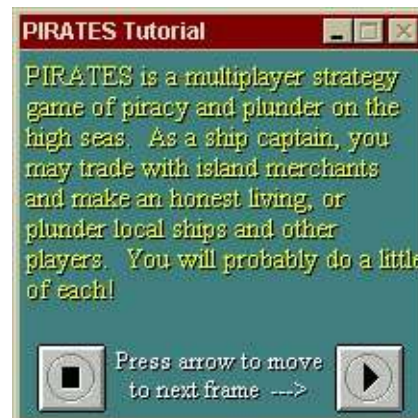 PIRATES Tutorial
PIRATES is a multiplayer strategy
game of piracy and plunder on the
high seas. As a ship captain, you
may trade with island merchants
and make an honest living, or
plunder local ships and other
players. You will probably do a little
of each!
Press arrow to move
to next frame --->